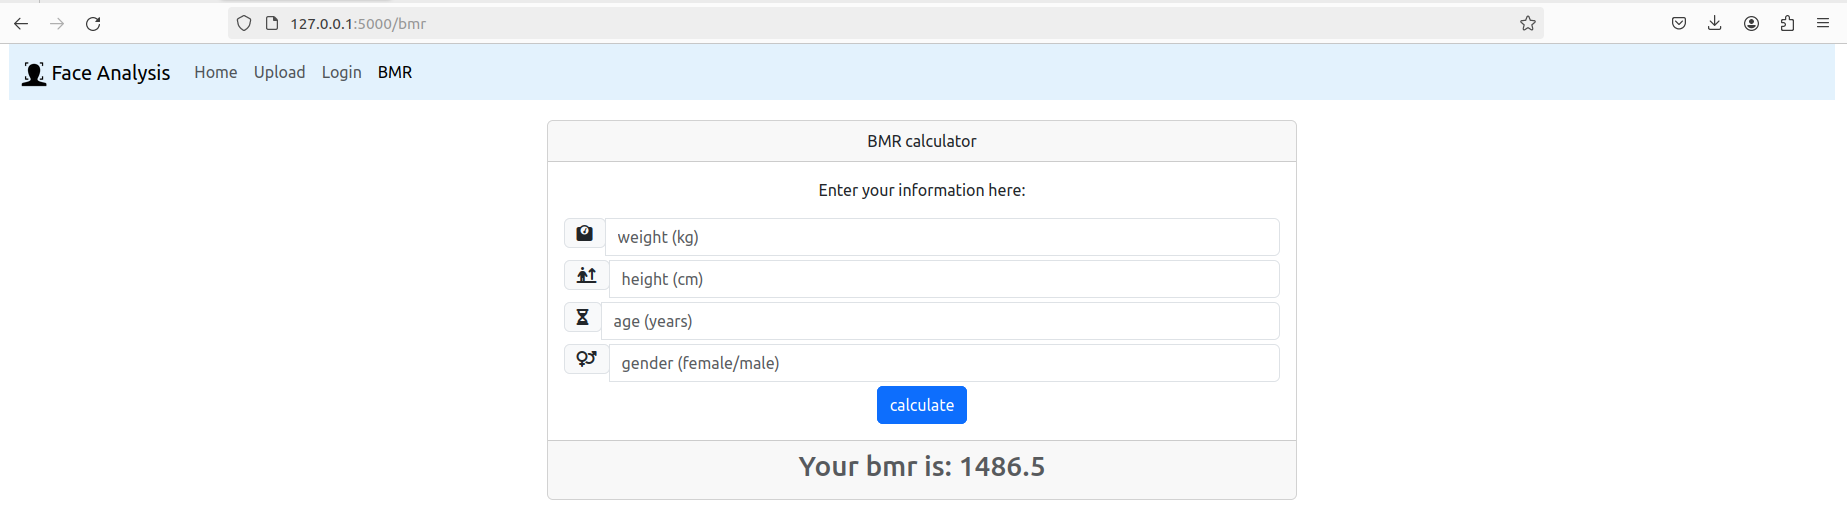 127.0.0.1:5000/bmr
Face Analysis Home Upload Login BMR
BMR calculator
Enter your information here:
weight (kg)
height (cm)
age (years)
gender (female/male)
calculate
Your bmr is: 1486.5